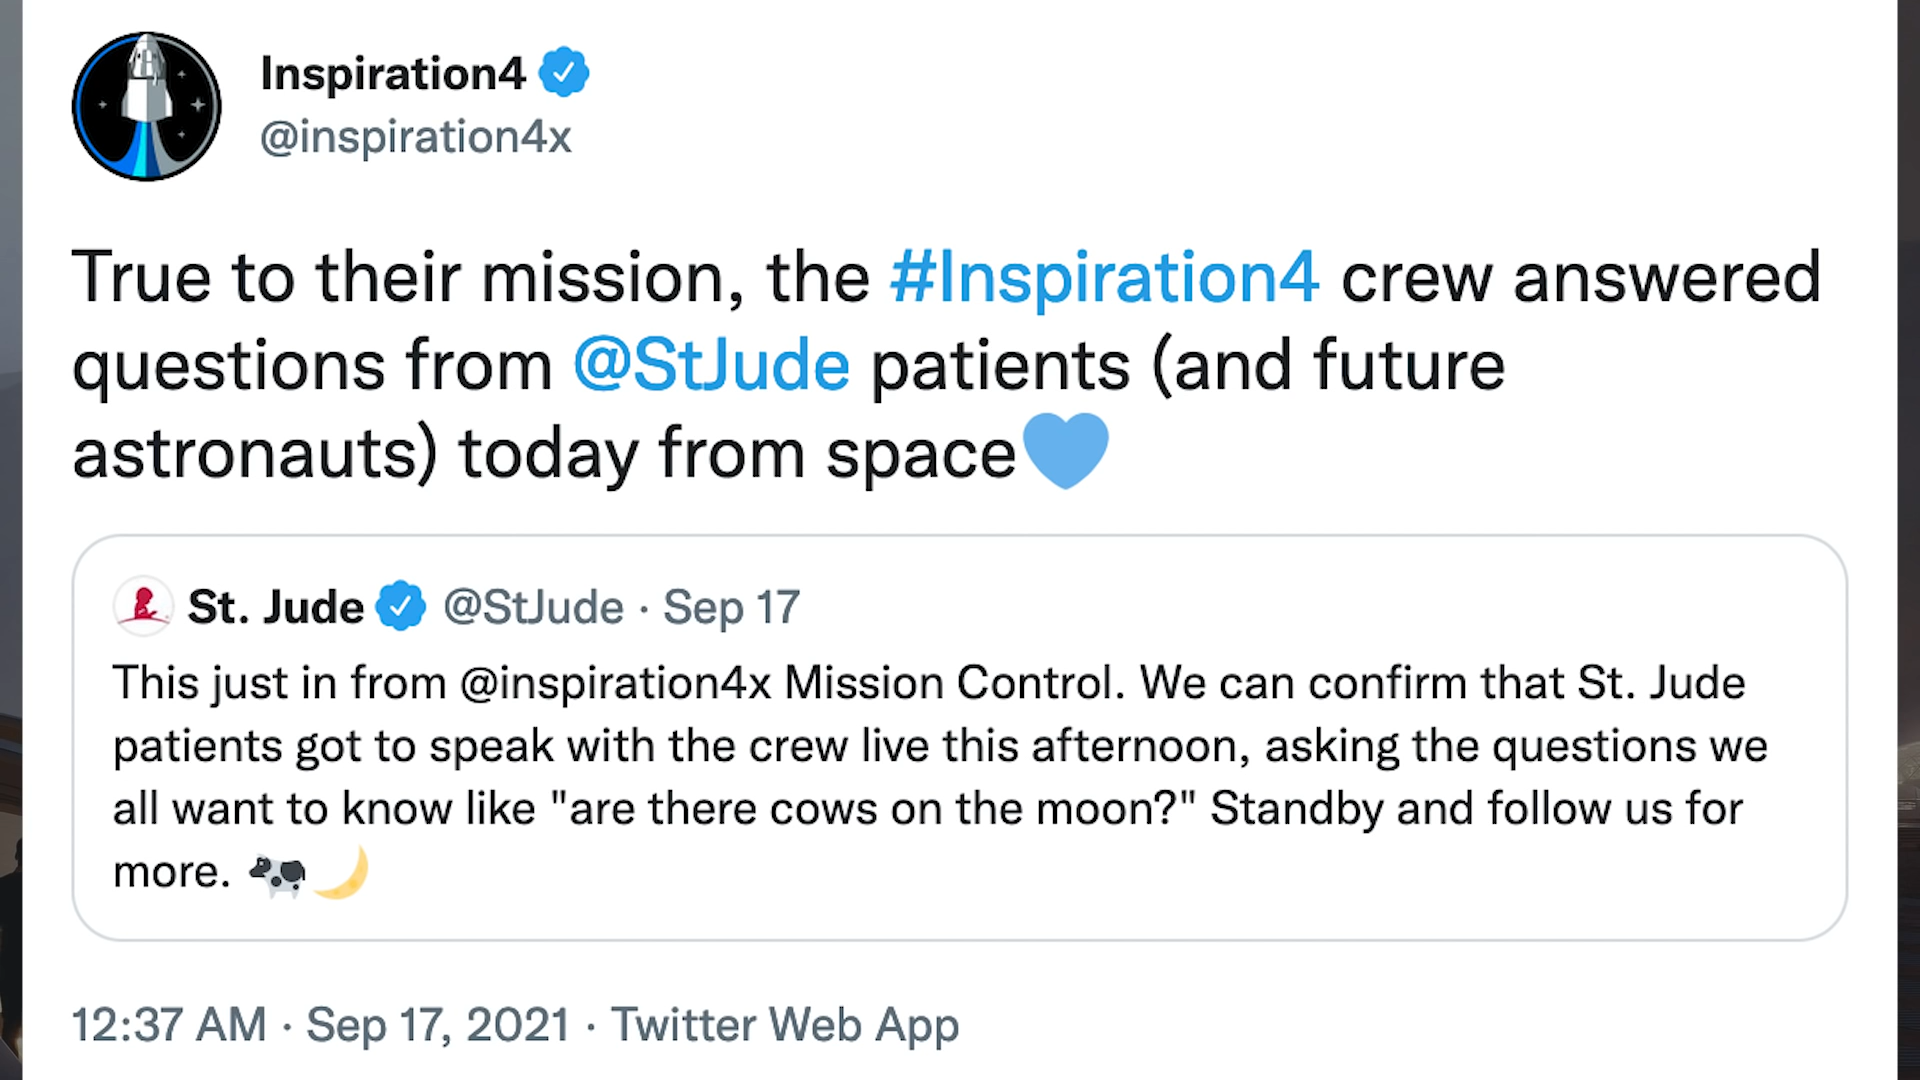 Inspiration4
@inspiration4x
True to their mission, the #Inspiration4 crew answered
questions from @StJude patients (and future
astronauts) today from space💙
St. Jude @StJude · Sep 17
This just in from @inspiration4x Mission Control. We can confirm that St. Jude
patients got to speak with the crew live this afternoon, asking the questions we
all want to know like "are there cows on the moon?" Standby and follow us for
more. 🐄🌙
12:37 AM · Sep 17, 2021 · Twitter Web App